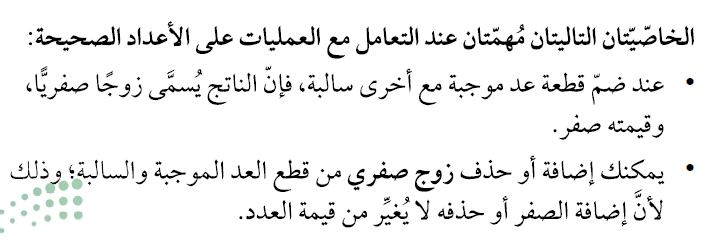 الخاصّيّتان التاليتان مُهمّتان عند التعامل مع العمليات على الأعداد الصحيحة:
• عند ضمّ قطعة عد موجبة مع أخرى سالبة، فإنّ الناتج يُسمَّى زوجًا صفريًّا،
وقيمته صفر.
• يمكنك إضافة أو حذف زوج صفري من قطع العد الموجبة والسالبة؛ وذلك
لأنَّ إضافة الصفر أو حذفه لا يُغيِّر من قيمة العدد.